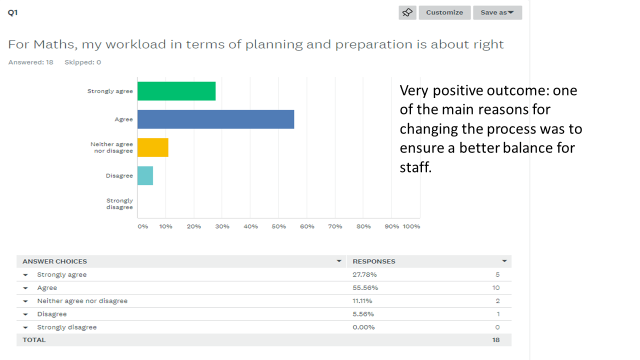 Q1
Customize
Save as
For Maths, my workload in terms of planning and preparation is about right
Answered: 18 Skipped: 0
Strongly agree
Agree
Neither agree
nor disagree
Disagree
Strongly
disagree
0% 10% 20% 30% 40% 50% 60% 70% 80% 90% 100%
Very positive outcome: one
of the main reasons for
changing the process was to
ensure a better balance for
staff.
ANSWER CHOICES RESPONSES
Strongly agree 27.78% 5
Agree 55.56% 10
Neither agree nor disagree 11.11% 2
Disagree 5.56% 1
Strongly disagree 0.00% 0
TOTAL 18